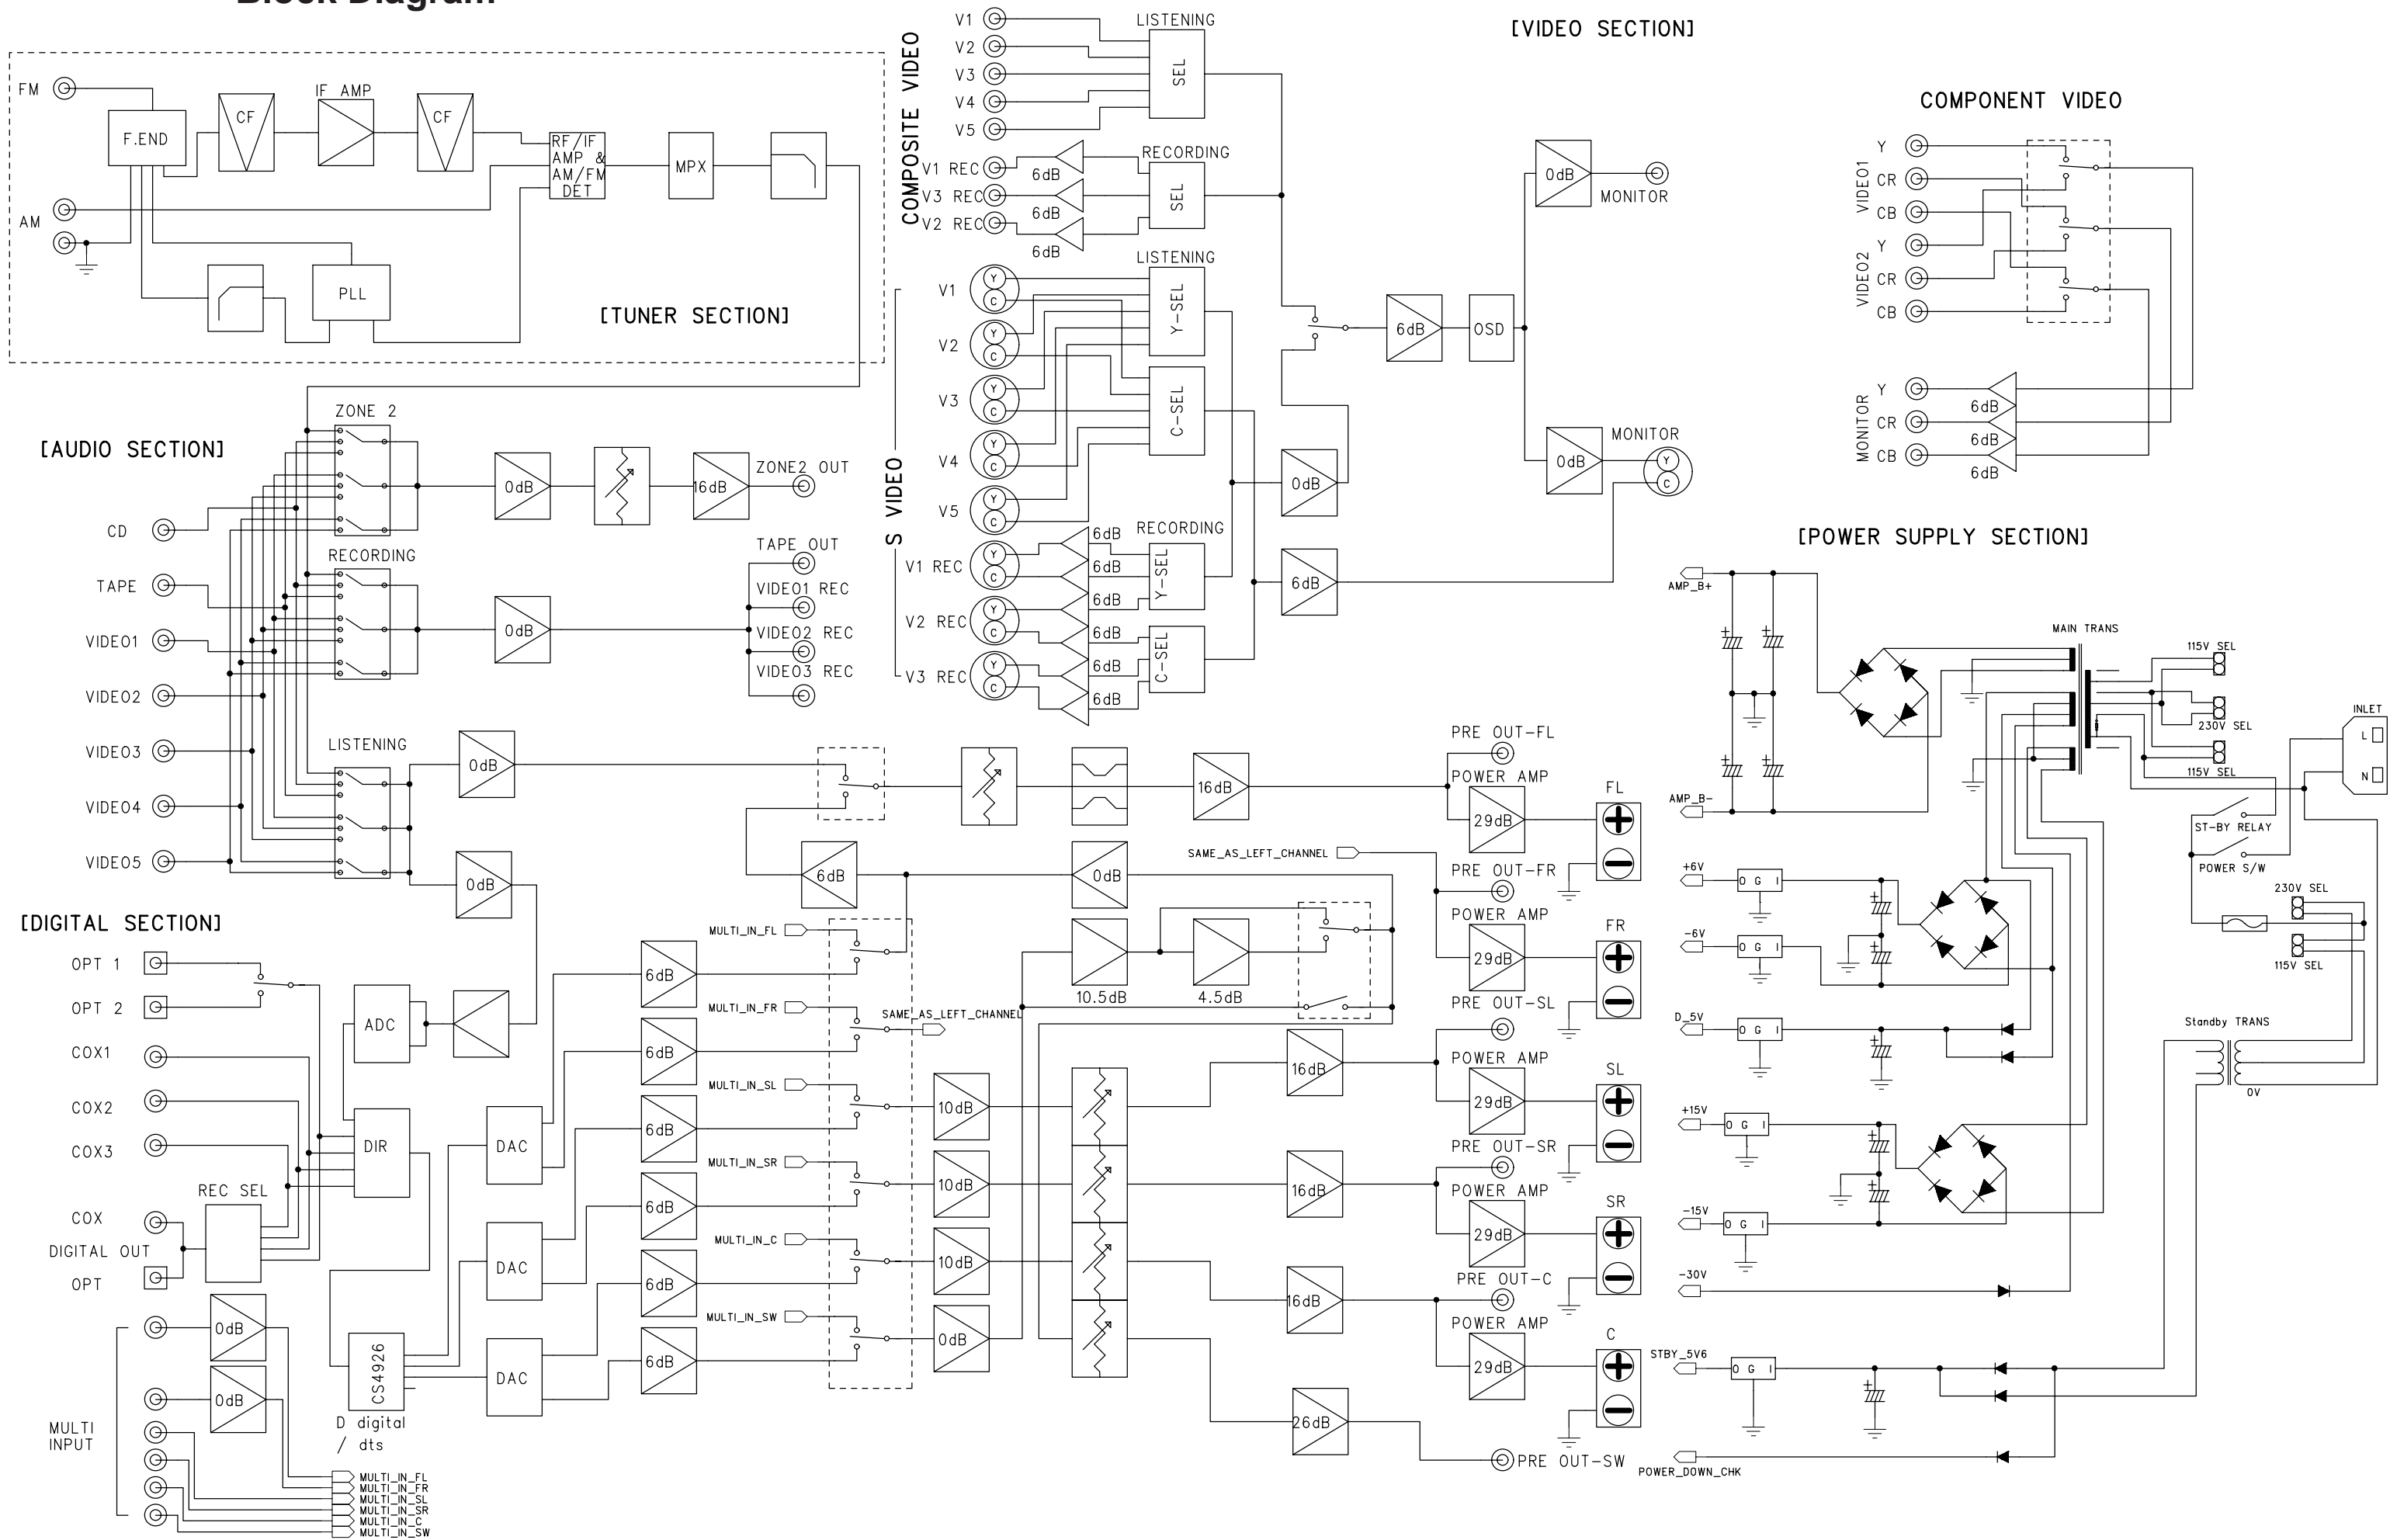 Block Diagram
[TUNER SECTION]
FM
F.END
CF
IF AMP
CF
RF/IF
AMP &
AM/FM
DET
MPX
AM
PLL
[AUDIO SECTION]
ZONE 2
0dB
16dB
ZONE2 OUT
CD
TAPE
VIDEO1
VIDEO2
VIDEO3
VIDEO4
VIDEO5
RECORDING
0dB
TAPE OUT
VIDEO1 REC
VIDEO2 REC
VIDEO3 REC
LISTENING
0dB
0dB
[VIDEO SECTION]
COMPOSITE VIDEO
V1
V2
V3
V4
V5
LISTENING
SEL
V1 REC
V3 REC
V2 REC
6dB
6dB
6dB
RECORDING
SEL
S VIDEO
V1
Y
C
V2
Y
C
V3
Y
C
V4
Y
C
V5
Y
C
LISTENING
Y-SEL
C-SEL
V1 REC
Y
C
V2 REC
Y
C
V3 REC
Y
C
6dB
6dB
6dB
6dB
6dB
6dB
RECORDING
Y-SEL
C-SEL
0dB
6dB
6dB
OSD
0dB
MONITOR
0dB
MONITOR
Y
C
COMPONENT VIDEO
VIDEO1
Y
CR
CB
VIDEO2
Y
CR
CB
MONITOR
Y
CR
CB
6dB
6dB
6dB
[DIGITAL SECTION]
OPT 1
OPT 2
COX1
COX2
COX3
REC SEL
COX
DIGITAL OUT
OPT
ADC
DIR
CS4926
D digital
/ dts
DAC
DAC
DAC
MULTI
INPUT
0dB
0dB
MULTI_IN_FL
MULTI_IN_FR
MULTI_IN_SL
MULTI_IN_SR
MULTI_IN_C
MULTI_IN_SW
6dB
6dB
6dB
6dB
6dB
6dB
MULTI_IN_FL
MULTI_IN_FR
MULTI_IN_SL
MULTI_IN_SR
MULTI_IN_C
MULTI_IN_SW
SAME_AS_LEFT_CHANNEL
6dB
0dB
10.5dB
4.5dB
10dB
10dB
10dB
0dB
16dB
SAME_AS_LEFT_CHANNEL
16dB
16dB
16dB
26dB
PRE OUT-FL
POWER AMP
29dB
FL
PRE OUT-FR
POWER AMP
29dB
FR
PRE OUT-SL
POWER AMP
29dB
SL
PRE OUT-SR
POWER AMP
29dB
SR
PRE OUT-C
POWER AMP
29dB
C
PRE OUT-SW
[POWER SUPPLY SECTION]
AMP_B+
AMP_B-
+
+
+
+
MAIN TRANS
115V SEL
230V SEL
115V SEL
INLET
L
N
ST-BY RELAY
POWER S/W
230V SEL
115V SEL
Standby TRANS
0V
+6V
O G I
+
-6V
O G I
+
D_5V
O G I
+
+15V
O G I
+
-15V
O G I
+
-30V
STBY_5V6
O G I
+
POWER_DOWN_CHK